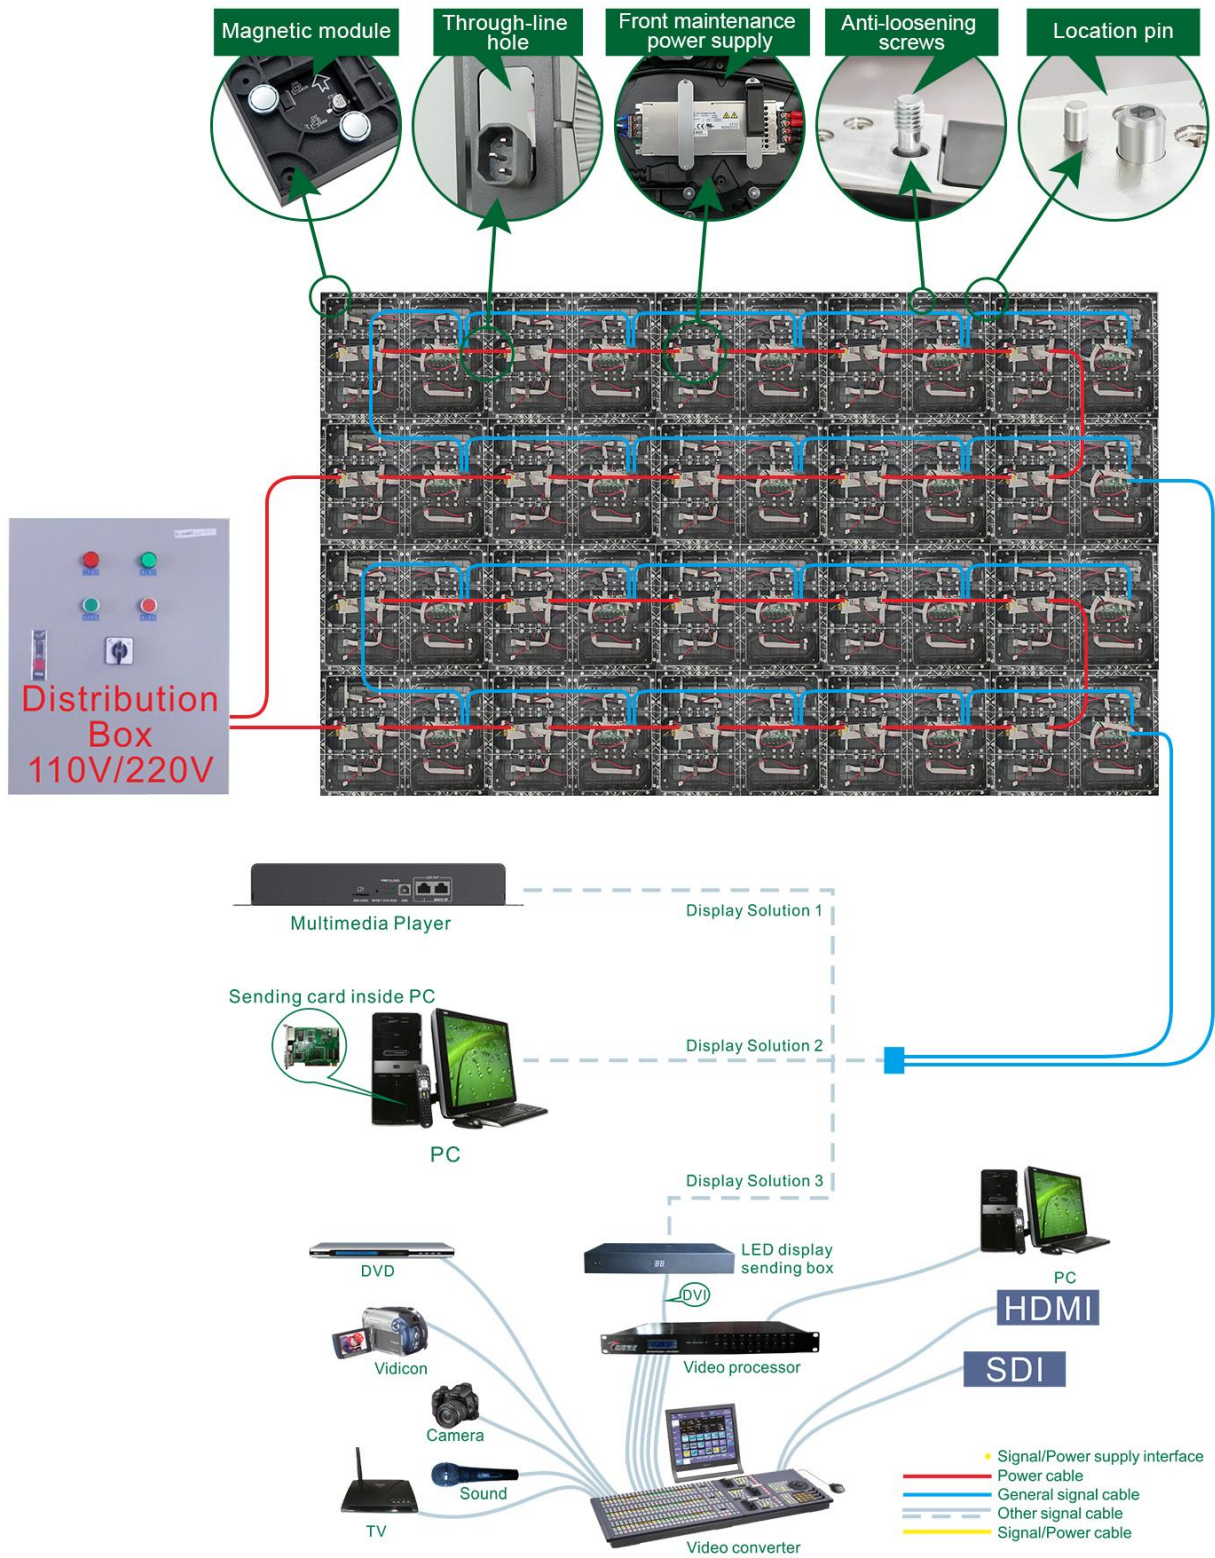 Magnetic module
Through-line
hole
Front maintenance
power supply
Anti-loosening
screws
Location pin
Distribution
Box
110V/220V
Multimedia Player
Display Solution 1
Sending card inside PC
Display Solution 2
PC
Display Solution 3
DVD
LED display
sending box
DVI
PC
HDMI
Vidicon
Video processor
SDI
Camera
Sound
TV
Video converter
Signal/Power supply interface
Power cable
General signal cable
Other signal cable
Signal/Power cable